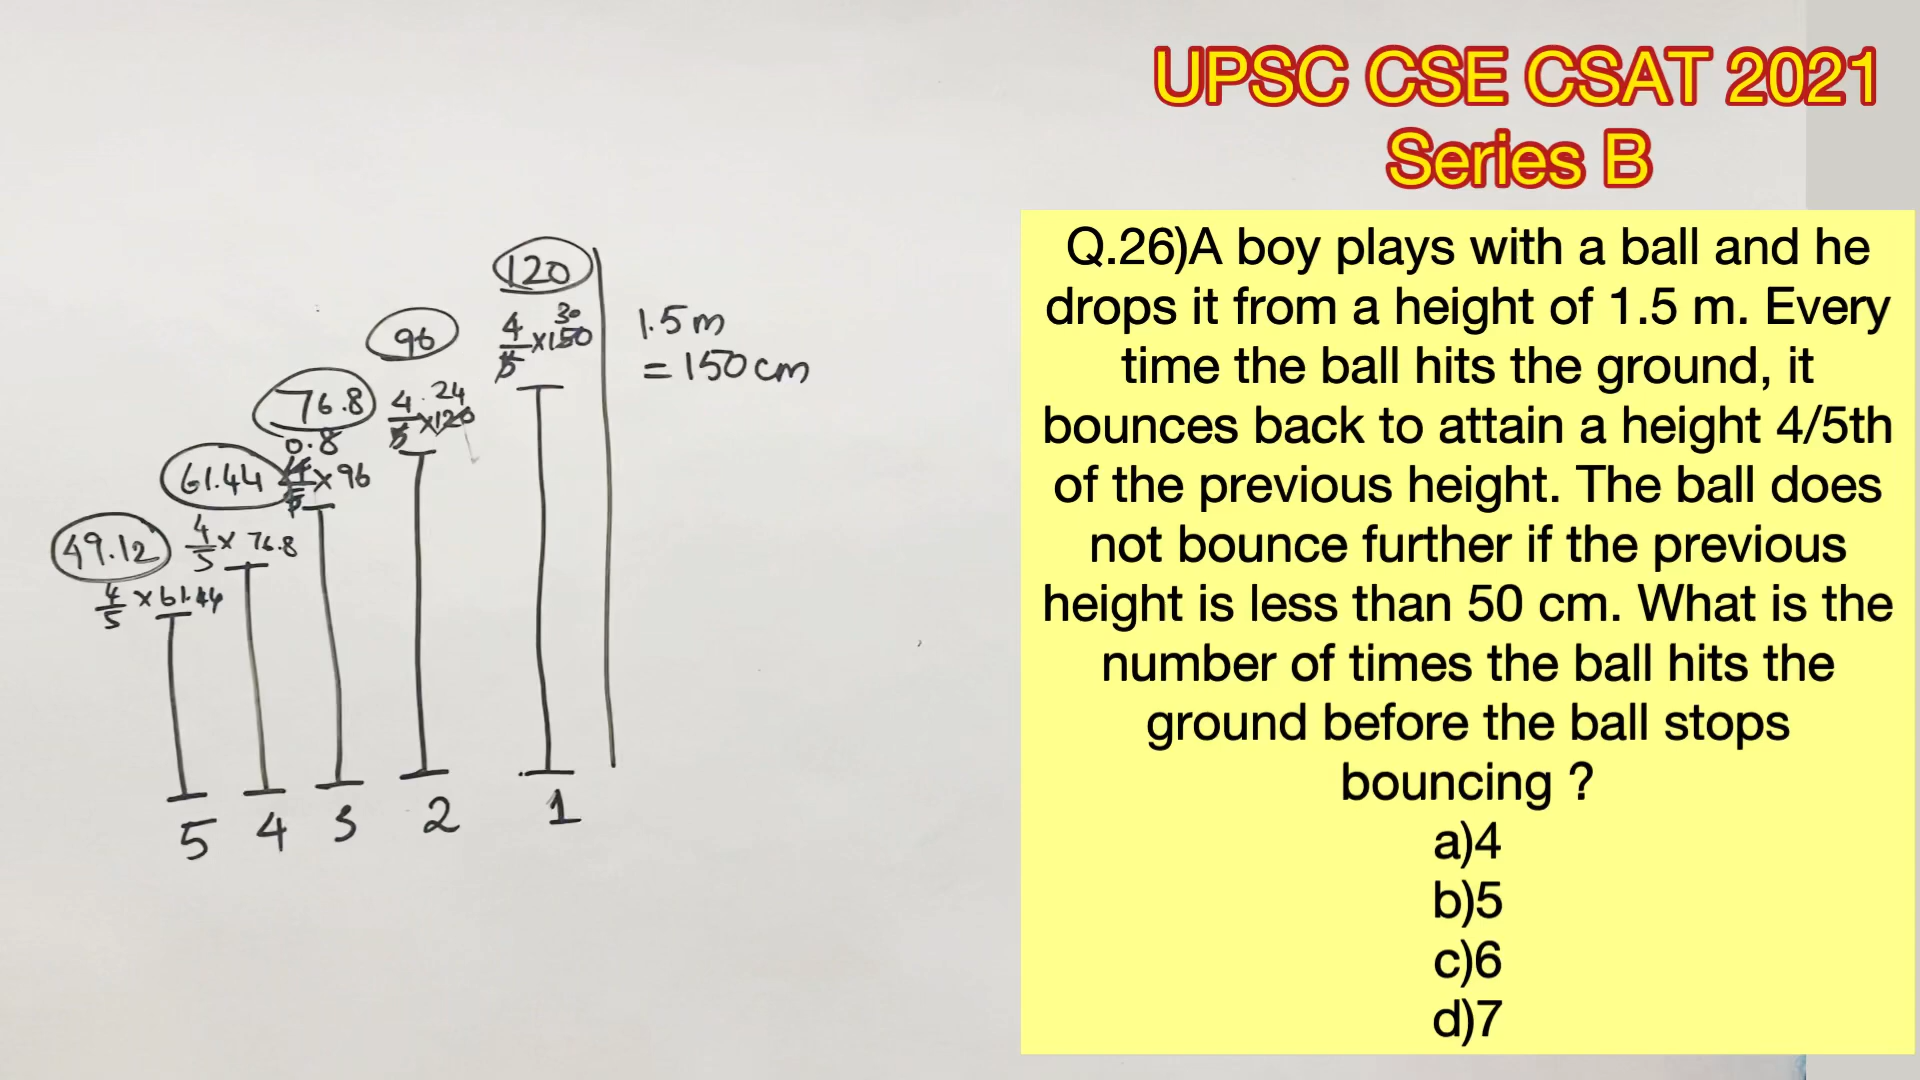 UPSC CSE CSAT 2021
Series B
Q.26)A boy plays with a ball and he
drops it from a height of 1.5 m. Every
time the ball hits the ground, it
bounces back to attain a height 4/5th
of the previous height. The ball does
not bounce further if the previous
height is less than 50 cm. What is the
number of times the ball hits the
ground before the ball stops
bouncing ?
a)4
b)5
c)6
d)7
120
4/5 x150
30
1.5m
= 150cm
96
4/5 x120
24
76.8
0.8
4/5 x 96
61.44
4/5 x 76.8
49.12
4/5 x 61.44
5 4 3 2 1